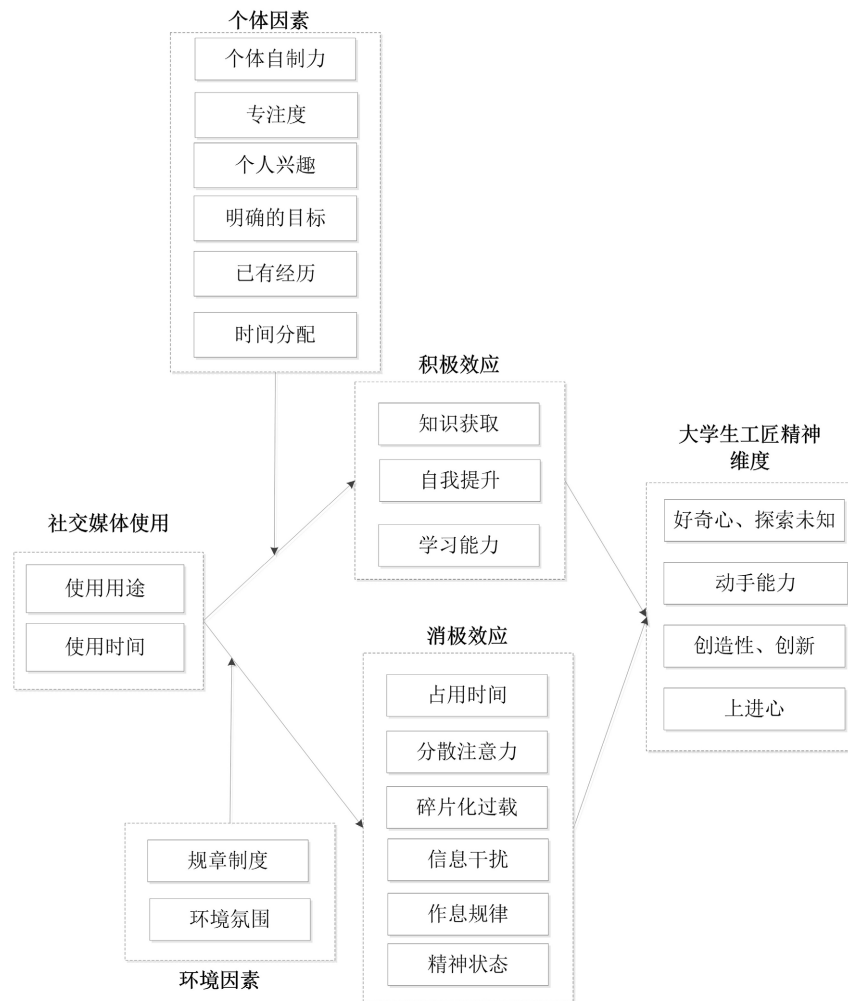 个体因素
个体自制力
专注度
个人兴趣
明确的目标
已有经历
时间分配
积极效应
知识获取
自我提升
学习能力
大学生工匠精神
维度
好奇心、探索未知
动手能力
创造性、创新
上进心
社交媒体使用
使用用途
使用时间
消极效应
占用时间
分散注意力
碎片化过载
信息干扰
作息规律
精神状态
规章制度
环境氛围
环境因素